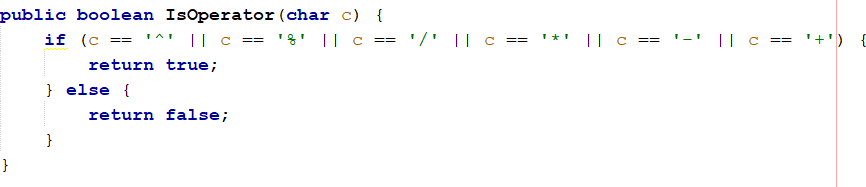 public boolean IsOperator(char c) {
    if (c == '^' || c == '%' || c == '/' || c == '*' || c == '-' || c == '+') {
        return true;
    } else {
        return false;
    }
}